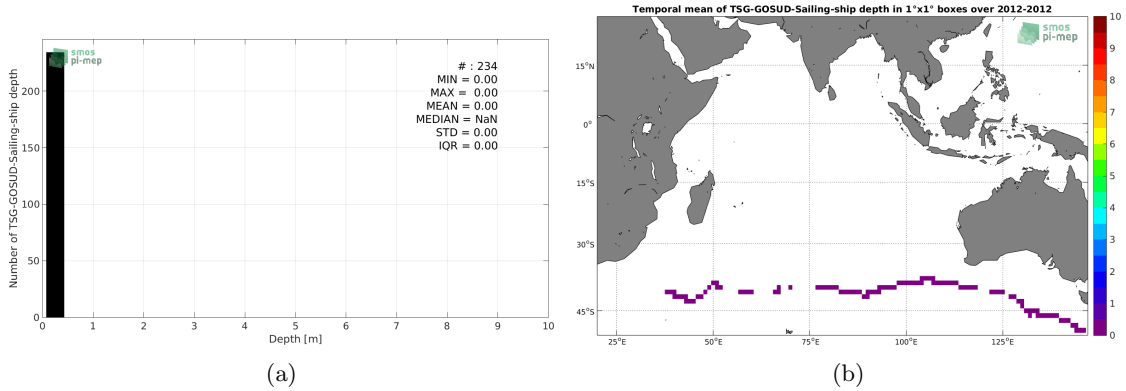 smos
pi-mep
# : 234
MIN = 0.00
MAX = 0.00
MEAN = 0.00
MEDIAN = NaN
STD = 0.00
IQR = 0.00
Number of TSG-GOSUD-Sailing-ship depth
200
150
100
50
0
0 1 2 3 4 5 6 7 8 9 10
Depth [m]
(a)
Temporal mean of TSG-GOSUD-Sailing-ship depth in 1°x1° boxes over 2012-2012
smos
pi-mep
15°N
0°
15°S
30°S
45°S
25°E 50°E 75°E 100°E 125°E
10
9
8
7
6
5
4
3
2
1
0
(b)